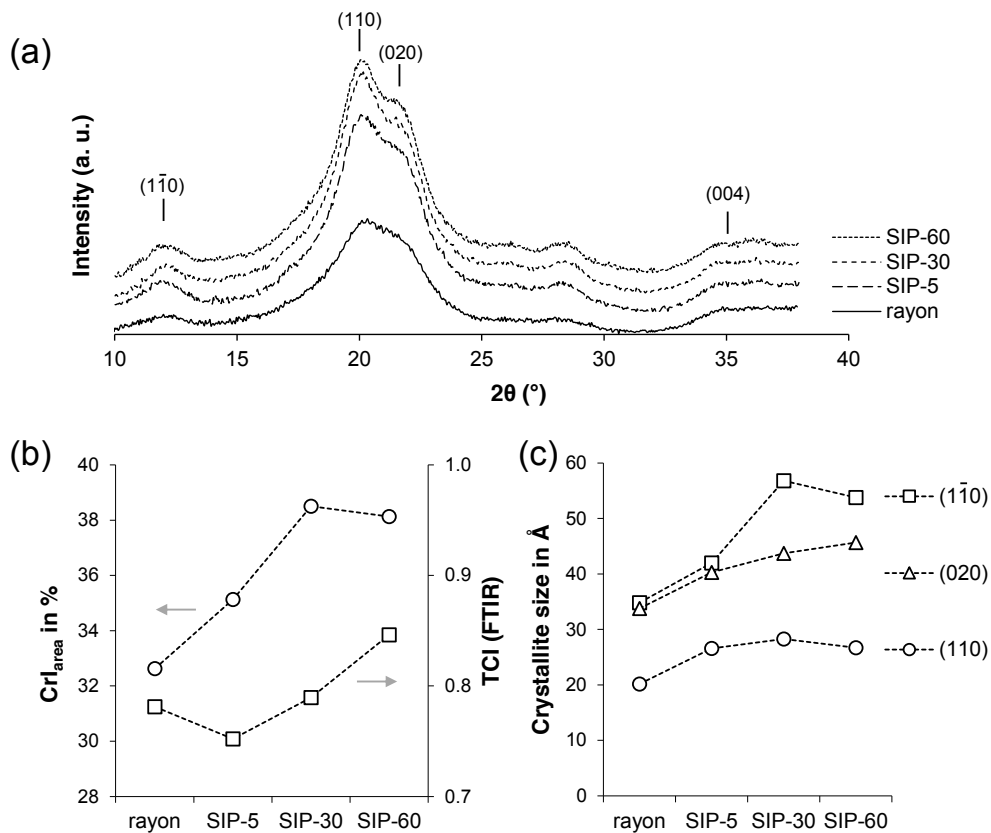 (a)
(110)
(020)
(11̄0)
(004)
Intensity (a. u.)
SIP-60
SIP-30
SIP-5
rayon
10 15 20 25 30 35 40
2θ (°)
(b)
40
38
36
34
32
30
28
CrI area in %
1.0
0.9
0.8
0.7
TCI (FTIR)
rayon SIP-5 SIP-30 SIP-60
(c)
60
50
40
30
20
10
0
Crystallite size in Å
(11̄0)
(020)
(110)
rayon SIP-5 SIP-30 SIP-60